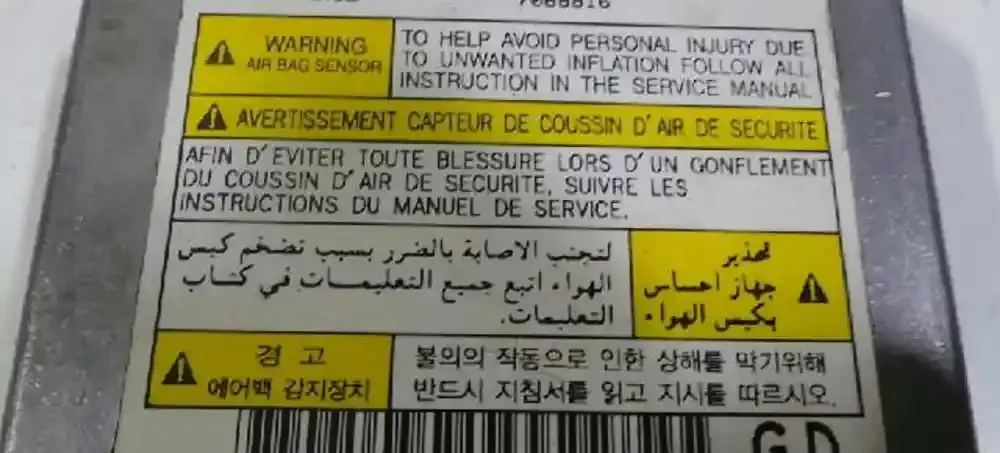 WARNING
AIR BAG SENSOR
TO HELP AVOID PERSONAL INJURY DUE
TO UNWANTED INFLATION FOLLOW ALL
INSTRUCTION IN THE SERVICE MANUAL
AVERTISSEMENT CAPTEUR DE COUSSIN D'AIR DE SECURITE
AFIN D'EVITER TOUTE BLESSURE LORS D'UN GONFLEMENT
DU COUSSIN D'AIR DE SECURITE, SUIVRE LES
INSTRUCTIONS DU MANUEL DE SERVICE.
تحذير
جهاز احساس
بكيس الهواء
لتجنب الاصابة بالضرر بسبب تضخم كيس
الهواء اتبع جميع التعليمات في كتاب
التعليمات.
경 고
에어백 감지장치
불의의 작동으로 인한 상해를 막기위해
반드시 지침서를 읽고 지시를 따르시오.
G D